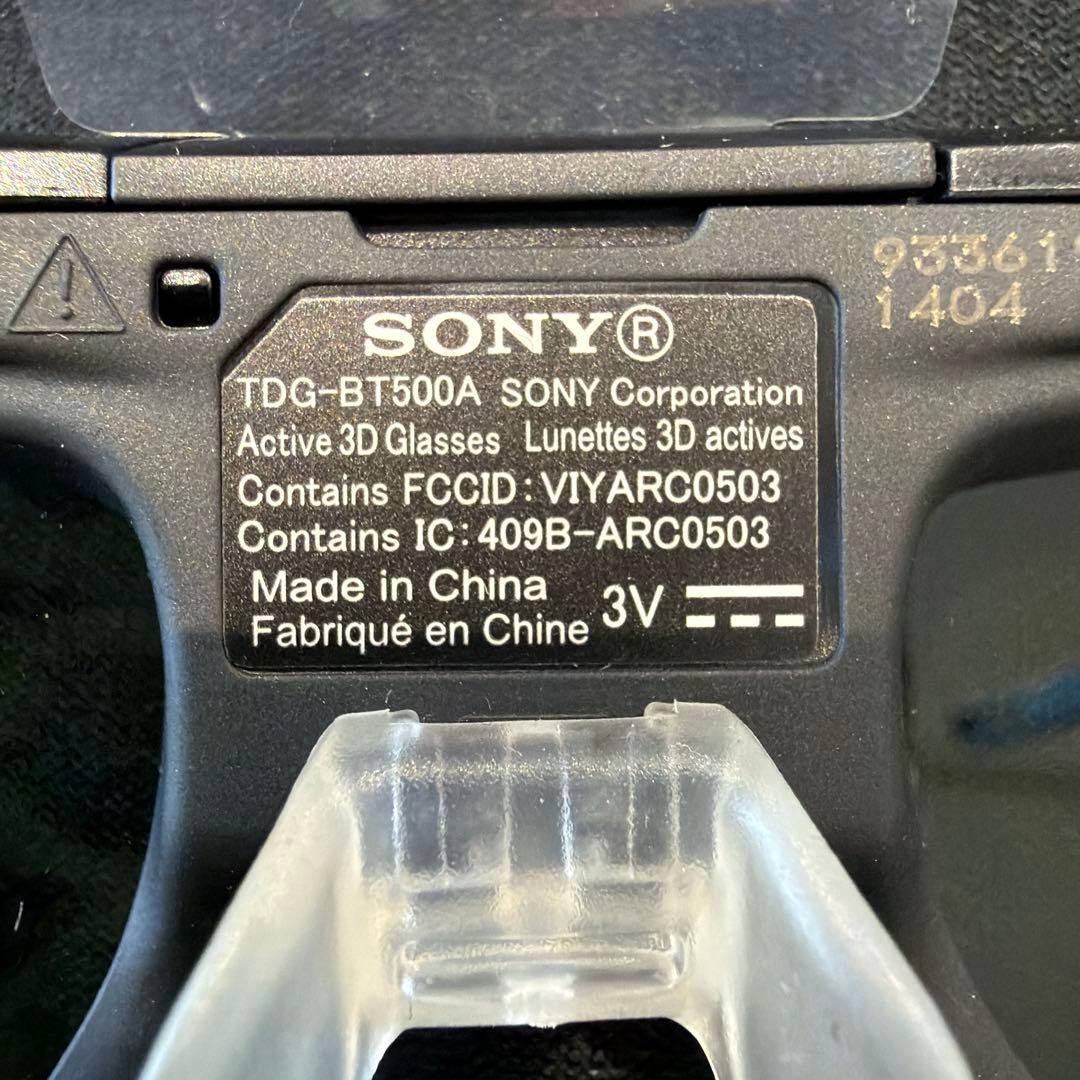 1404
SONY®
TDG-BT500A SONY Corporation
Active 3D Glasses Lunettes 3D actives
Contains FCCID: VIYARC0503
Contains IC: 409B-ARC0503
Made in China
Fabriqué en Chine
3V